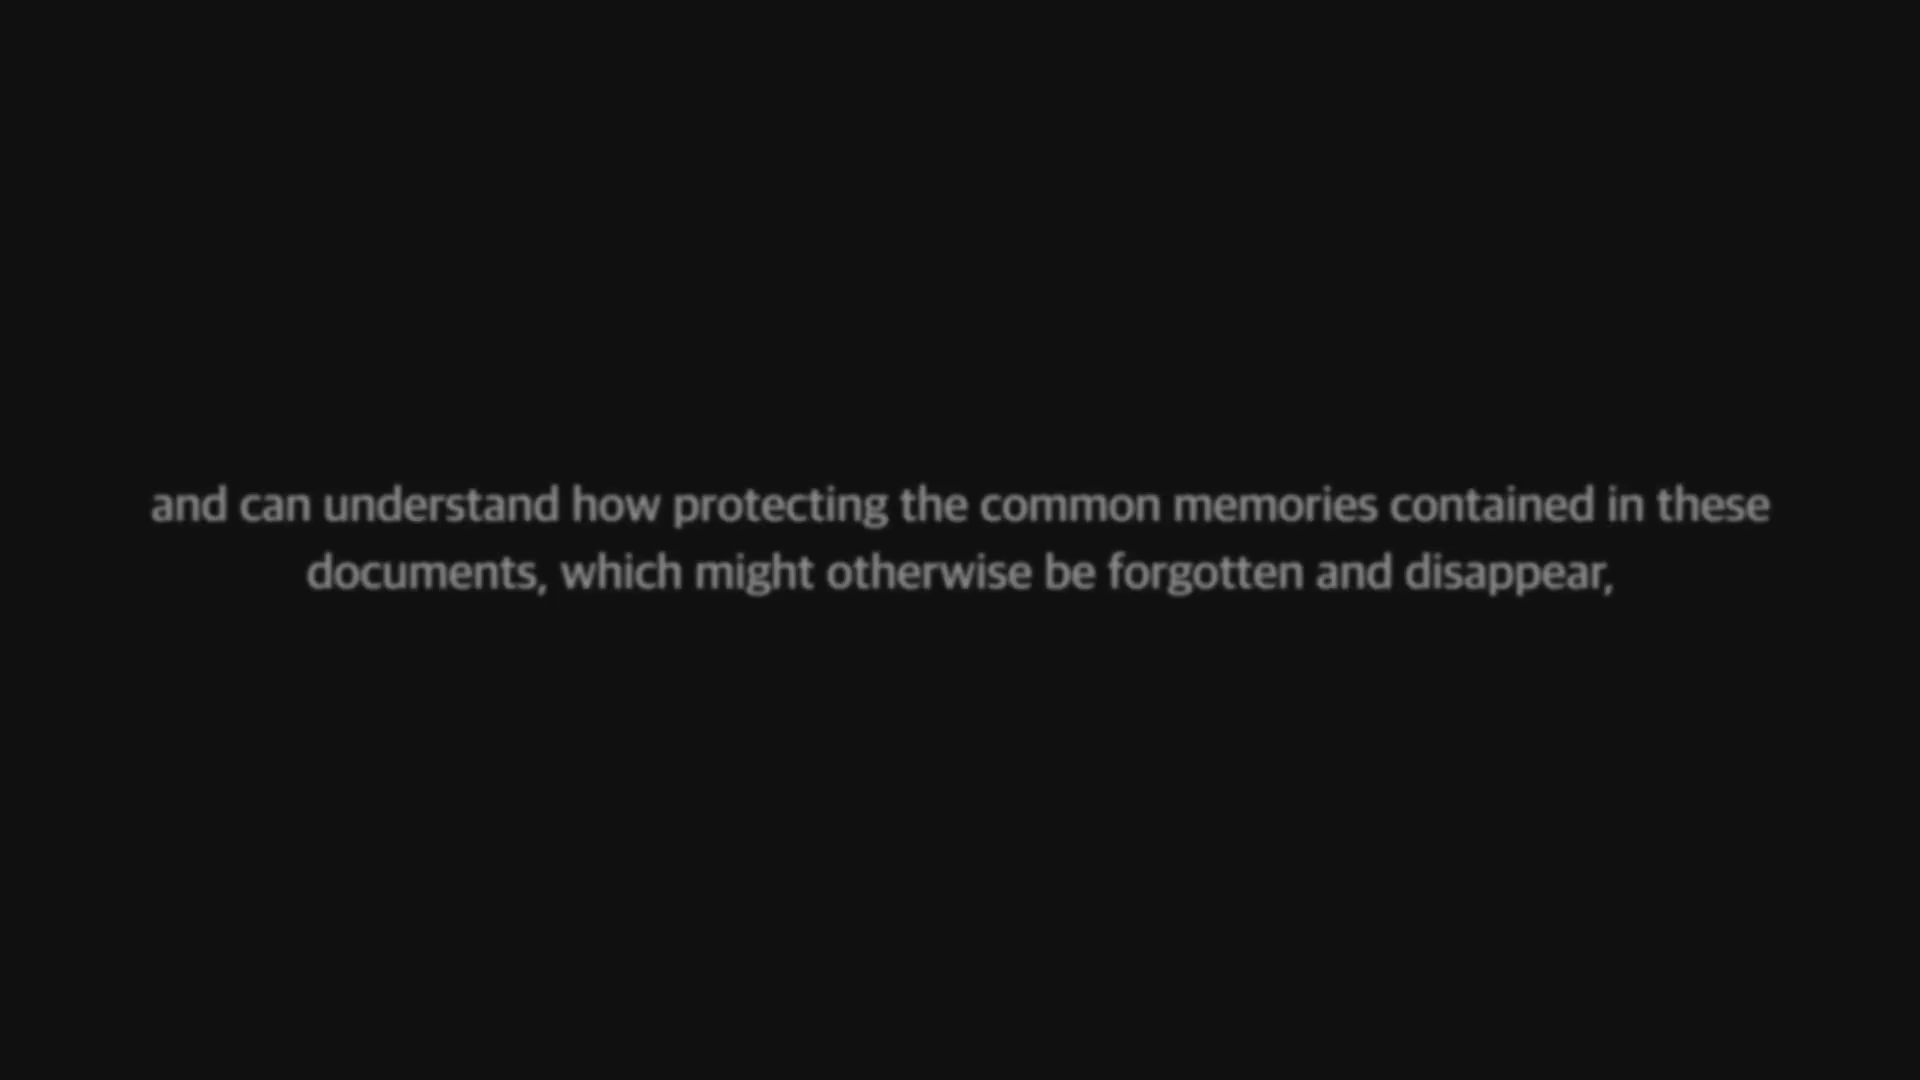 and can understand how protecting the common memories contained in these
documents, which might otherwise be forgotten and disappear,